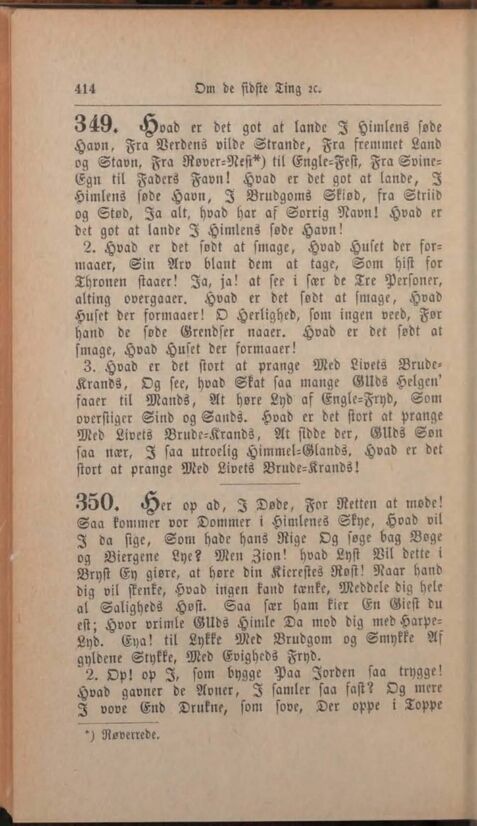 414 Om de sidste Ting ꝛc.
349. Hvad er det got at lande J Himlens søde
Havn, Fra Verdens vilde Strande, Fra fremmet Land
og Stavn, Fra Røver=Nest*) til Engle=Fest, Fra Svine=
Egn til Faders Favn! Hvad er det got at lande, J
Himlens søde Havn, J Brudgoms Skiød, fra Striid
og Stød, Ja alt, hvad har af Sorrig Navn! Hvad er
det got at lande J Himlens søde Havn!
2. Hvad er det sødt at smage, Hvad Huset der for=
maaer, Sin Arv blant dem at tage, Som hist for
Thronen staaer! Ja, ja! at see i sær de Tre Personer,
alting overgaaer. Hvad er det sødt at smage, Hvad
Huset der formaaer! O Herlighed, som ingen veed, Før
hand de søde Grendser naaer. Hvad er det sødt at
smage, Hvad Huset der formaaer!
3. Hvad er det stort at prange Med Livets Brude=
Krands, Og see, hvad Skat saa mange GUds Helgen'
faaer til Mands, At høre Lyd af Engle=Fryd, Som
overstiger Sind og Sands. Hvad er det stort at prange
Med Livets Brude=Krands, At sidde der, GUds Søn
saa nær, J saa utroelig Himmel=Glands, Hvad er det
stort at prange Med Livets Brude=Krands!
350. Her op ad, J Døde, For Retten at møde!
Saa kommer vor Dommer i Himlenes Skye, Hvad vil
J da sige, Som hade hans Rige Og søge bag Bøge
og Biergene Lye? Men Zion! hvad Lyst Vil dette i
Bryst Ey giøre, at høre din Kierestes Røst! Naar hand
dig vil skenke, Hvad ingen kand tænke, Meddele dig hele
al Saligheds Høst. Saa sær ham kier En Giest du
est; Hvor vrimle GUds Himle Da mod dig med Harpe=
Lyd. Eya! til Lykke Med Brudgom og Smykke Af
gyldene Stykke, Med Evigheds Fryd.
2. Op! op J, som bygge Paa Jorden saa trygge!
Hvad gavner de Avner, J samler saa fast? Og mere
J vove End Drukne, som sove, Der oppe i Toppe
*) Røverrede.